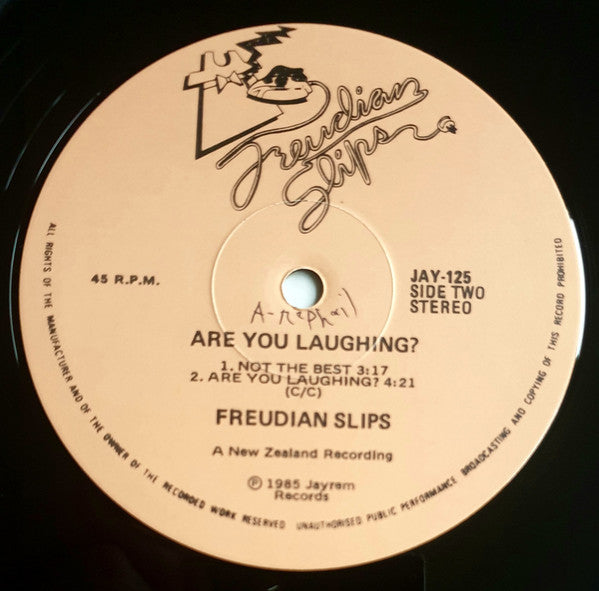 Freudian
Slips
45 R.P.M.
JAY-125
SIDE TWO
STEREO
ARE YOU LAUGHING?
1. NOT THE BEST 3:17
2. ARE YOU LAUGHING? 4:21
(C/C)
FREUDIAN SLIPS
A New Zealand Recording
℗ 1985 Jayrem
Records
ALL RIGHTS OF THE MANUFACTURER AND OF THE OWNER OF THE RECORDED WORK RESERVED UNAUTHORISED PUBLIC PERFORMANCE BROADCASTING AND COPYING OF THIS RECORD PROHIBITED